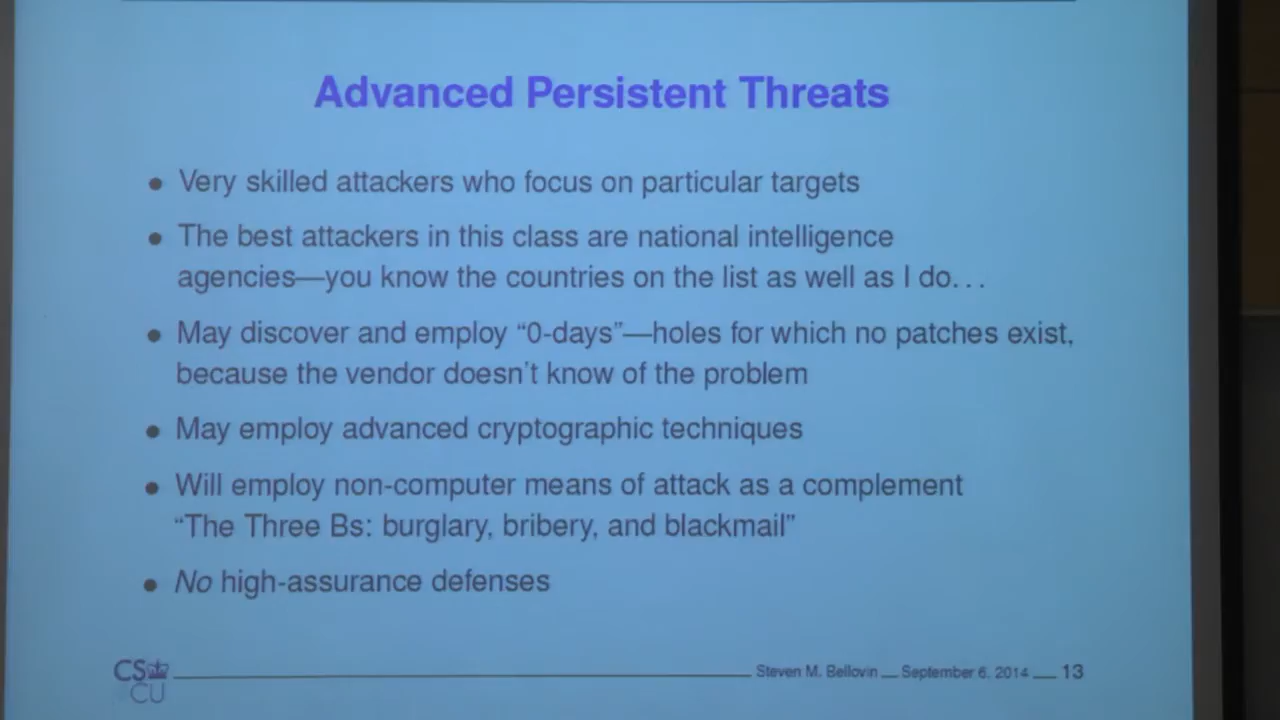 Advanced Persistent Threats
• Very skilled attackers who focus on particular targets
• The best attackers in this class are national intelligence
agencies—you know the countries on the list as well as I do...
• May discover and employ “0-days”—holes for which no patches exist,
because the vendor doesn't know of the problem
• May employ advanced cryptographic techniques
• Will employ non-computer means of attack as a complement
“The Three Bs: burglary, bribery, and blackmail”
• No high-assurance defenses
CS
CU
Steven M. Bellovin — September 6, 2014 — 13